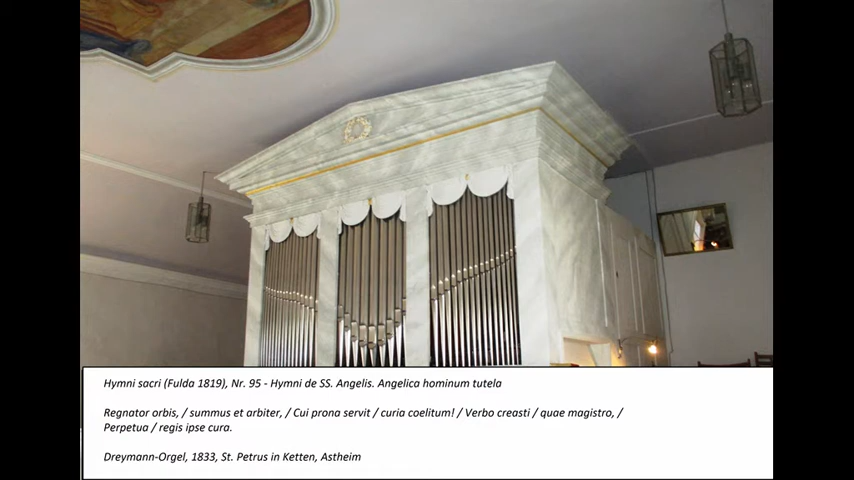 Hymni sacri (Fulda 1819), Nr. 95 - Hymni de SS. Angelis. Angelica hominum tutela
Regnator orbis, / summus et arbiter, / Cui prona servit / curia coelitum! / Verbo creasti / quae magistro, /
Perpetua / regis ipse cura.
Dreymann-Orgel, 1833, St. Petrus in Ketten, Astheim